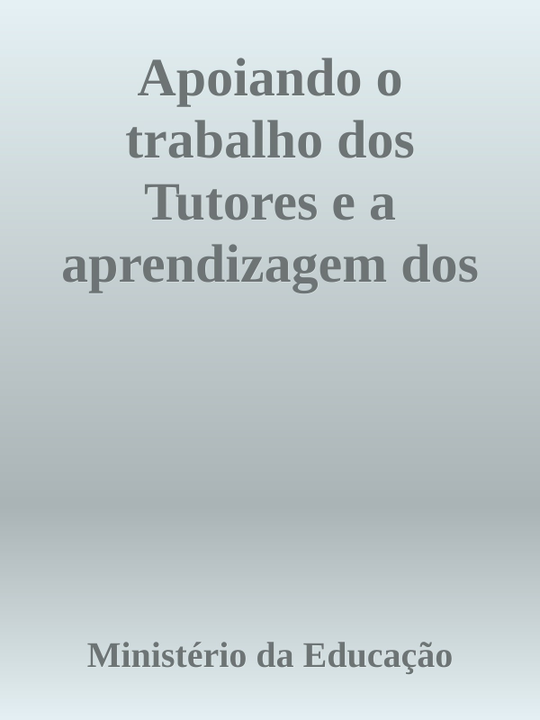 Apoiando o
trabalho dos
Tutores e a
aprendizagem dos
Ministério da Educação